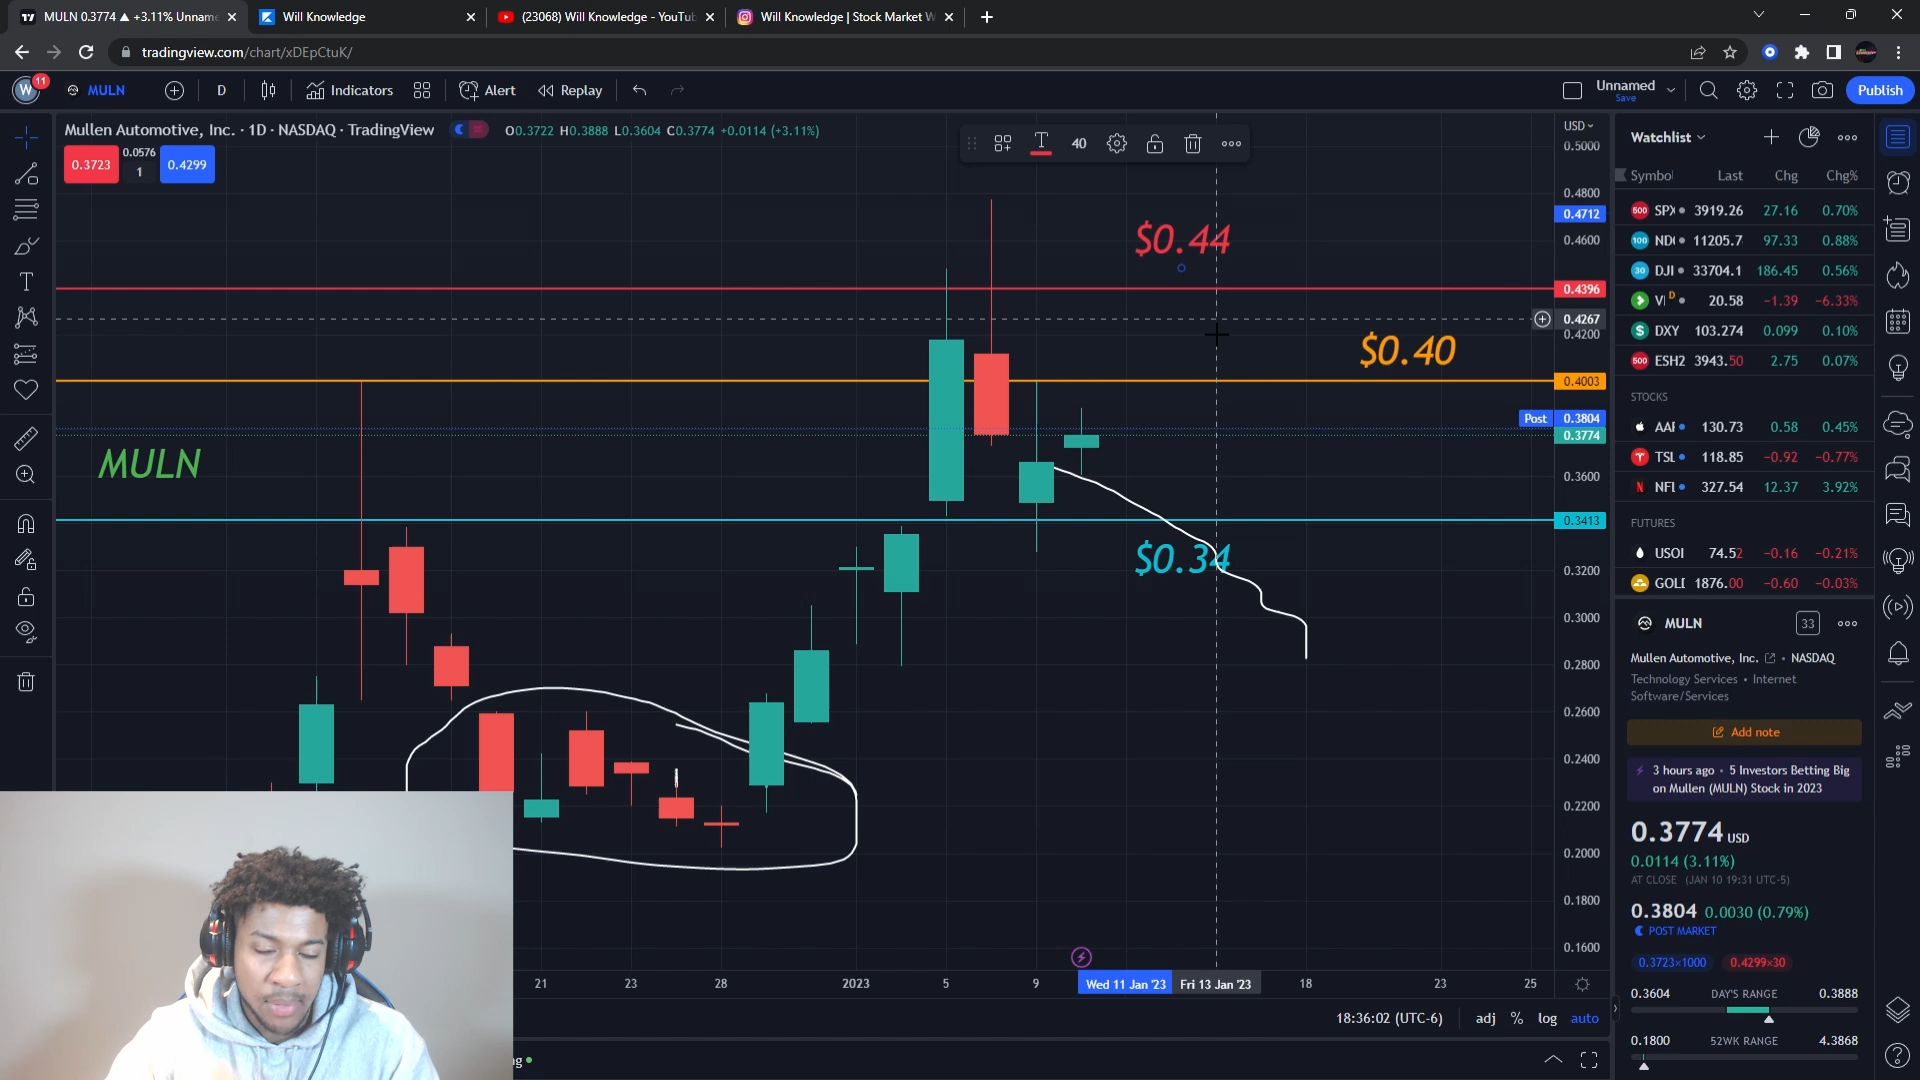 MULN 0.3774 ▲ +3.11% Unname
Will Knowledge
(23068) Will Knowledge - YouTub
Will Knowledge | Stock Market W
tradingview.com/chart/xDEpCtuK/
W
11
MULN
D
Indicators
Alert
Replay
Unnamed
Save
Publish
Mullen Automotive, Inc. · 1D · NASDAQ · TradingView
O0.3722 H0.3888 L0.3604 C0.3774 +0.0114 (+3.11%)
0.3723
0.0576
1
0.4299
T
40
USD
0.5000
0.4800
0.4712
0.4600
0.4396
0.4267
0.4200
0.4003
Post
0.3804
0.3774
0.3600
0.3413
0.3200
0.3000
0.2800
0.2600
0.2400
0.2200
0.2000
0.1800
0.1600
$0.44
$0.40
MULN
$0.34
21
23
28
2023
5
9
Wed 11 Jan '23
Fri 13 Jan '23
18
23
25
18:36:02 (UTC-6)
adj
%
log
auto
Watchlist
Symbol
Last
Chg
Chg%
500 SPX 3919.26 27.16 0.70%
100 ND 11205.7 97.33 0.88%
30 DJI 33704.1 186.45 0.56%
VI D 20.58 −1.39 −6.33%
$ DXY 103.274 0.099 0.10%
500 ESH2 3943.50 2.75 0.07%
STOCKS
AAF 130.73 0.58 0.45%
TSL 118.85 −0.92 −0.77%
N NFL 327.54 12.37 3.92%
FUTURES
USOI 74.52 −0.16 −0.21%
GOLD 1876.00 −0.60 −0.03%
MULN
33
Mullen Automotive, Inc. • NASDAQ
Technology Services • Internet
Software/Services
Add note
3 hours ago • 5 Investors Betting Big
on Mullen (MULN) Stock in 2023
0.3774 USD
0.0114 (3.11%)
AT CLOSE (JAN 10 19:31 UTC-5)
0.3804 0.0030 (0.79%)
POST MARKET
0.3723×1000
0.4299×30
0.3604 DAY'S RANGE 0.3888
0.1800 52WK RANGE 4.3868